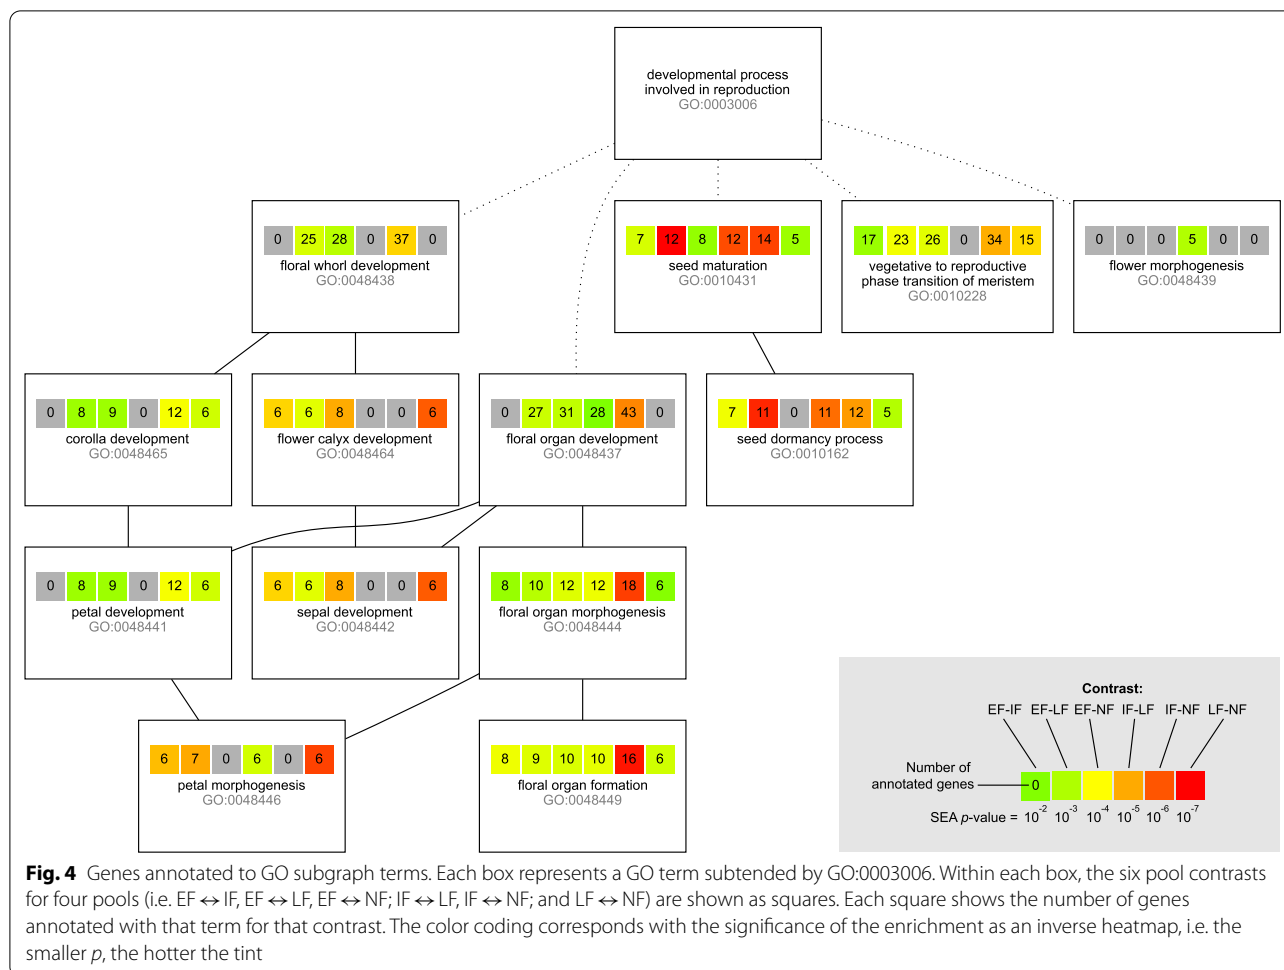 developmental process
involved in reproduction
GO:0003006
0 25 28 0 37 0
floral whorl development
GO:0048438
7 12 8 12 14 5
seed maturation
GO:0010431
17 23 26 0 34 15
vegetative to reproductive
phase transition of meristem
GO:0010228
0 0 0 5 0 0
flower morphogenesis
GO:0048439
0 8 9 0 12 6
corolla development
GO:0048465
6 6 8 0 0 6
flower calyx development
GO:0048464
0 27 31 28 43 0
floral organ development
GO:0048437
7 11 0 11 12 5
seed dormancy process
GO:0010162
0 8 9 0 12 6
petal development
GO:0048441
6 6 8 0 0 6
sepal development
GO:0048442
8 10 12 12 18 6
floral organ morphogenesis
GO:0048444
6 7 0 6 0 6
petal morphogenesis
GO:0048446
8 9 10 10 16 6
floral organ formation
GO:0048449
Contrast:
EF-IF EF-LF EF-NF IF-LF IF-NF LF-NF
Number of
annotated genes
0
SEA p-value = 10^-2 10^-3 10^-4 10^-5 10^-6 10^-7
Fig. 4 Genes annotated to GO subgraph terms. Each box represents a GO term subtended by GO:0003006. Within each box, the six pool contrasts
for four pools (i.e. EF ↔ IF, EF ↔ LF, EF ↔ NF; IF ↔ LF, IF ↔ NF; and LF ↔ NF) are shown as squares. Each square shows the number of genes
annotated with that term for that contrast. The color coding corresponds with the significance of the enrichment as an inverse heatmap, i.e. the
smaller p, the hotter the tint